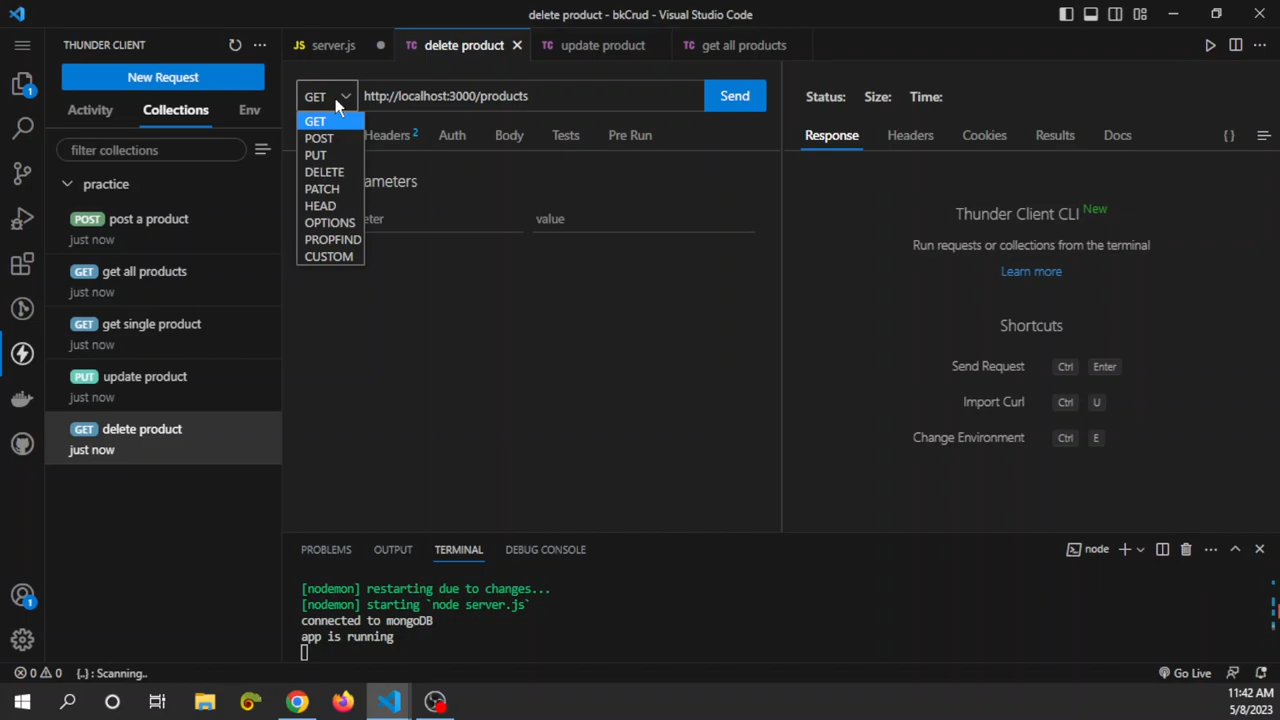 delete product - bkCrud - Visual Studio Code
THUNDER CLIENT
New Request
Activity
Collections
Env
filter collections
practice
POST post a product
just now
GET get all products
just now
GET get single product
just now
PUT update product
just now
GET delete product
just now
JS server.js
TC delete product
TC update product
TC get all products
GET
http://localhost:3000/products
Send
GET
POST
PUT
DELETE
PATCH
HEAD
OPTIONS
PROPFIND
CUSTOM
Headers 2
Auth
Body
Tests
Pre Run
value
Status:
Size:
Time:
Response
Headers
Cookies
Results
Docs
{}
Thunder Client CLI New
Run requests or collections from the terminal
Learn more
Shortcuts
Send Request Ctrl Enter
Import Curl Ctrl U
Change Environment Ctrl E
PROBLEMS
OUTPUT
TERMINAL
DEBUG CONSOLE
node
[nodemon] restarting due to changes...
[nodemon] starting `node server.js`
connected to mongoDB
app is running
1
1
0 0
{..} : Scanning..
Go Live
11:42 AM
5/8/2023